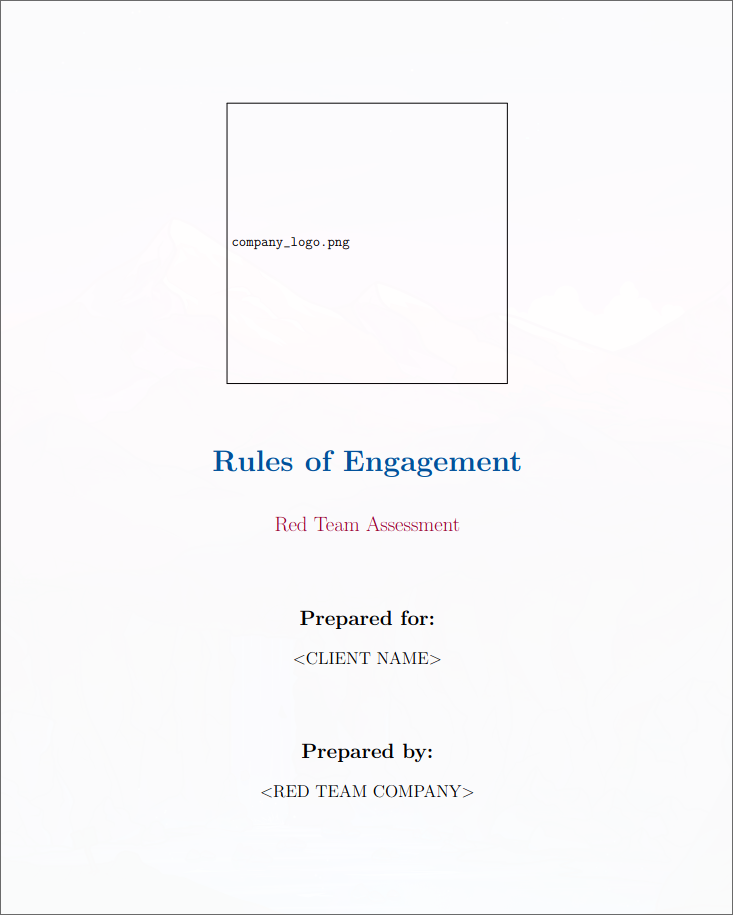 company_logo.png
Rules of Engagement
Red Team Assessment
Prepared for:
<CLIENT NAME>
Prepared by:
<RED TEAM COMPANY>